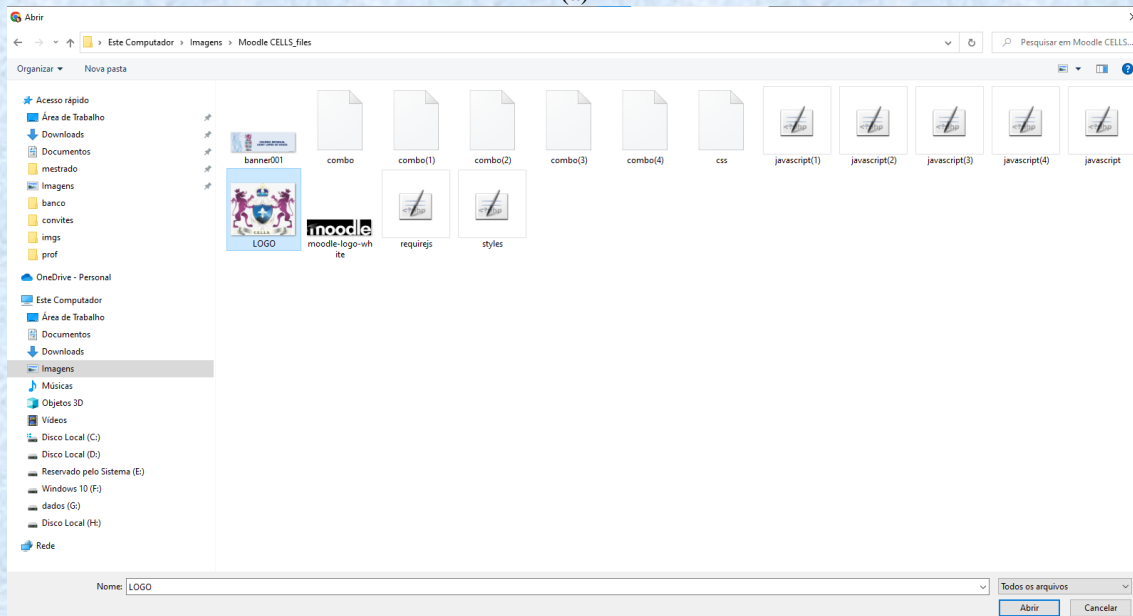 Abrir
Este Computador > Imagens > Moodle CELLS_files
Pesquisar em Moodle CELLS...
Organizar
Nova pasta
Acesso rápido
Área de Trabalho
Downloads
Documentos
mestrado
Imagens
banco
convites
imgs
prof
OneDrive - Personal
Este Computador
Área de Trabalho
Documentos
Downloads
Imagens
Músicas
Objetos 3D
Vídeos
Disco Local (C:)
Disco Local (D:)
Reservado pelo Sistema (E:)
Windows 10 (F:)
dados (G:)
Disco Local (H:)
Rede
banner001
combo
combo(1)
combo(2)
combo(3)
combo(4)
css
javascript(1)
javascript(2)
javascript(3)
javascript(4)
javascript
CELLS
LOGO
moodle
moodle-logo-wh
ite
requirejs
styles
Nome: LOGO
Todos os arquivos
Abrir
Cancelar